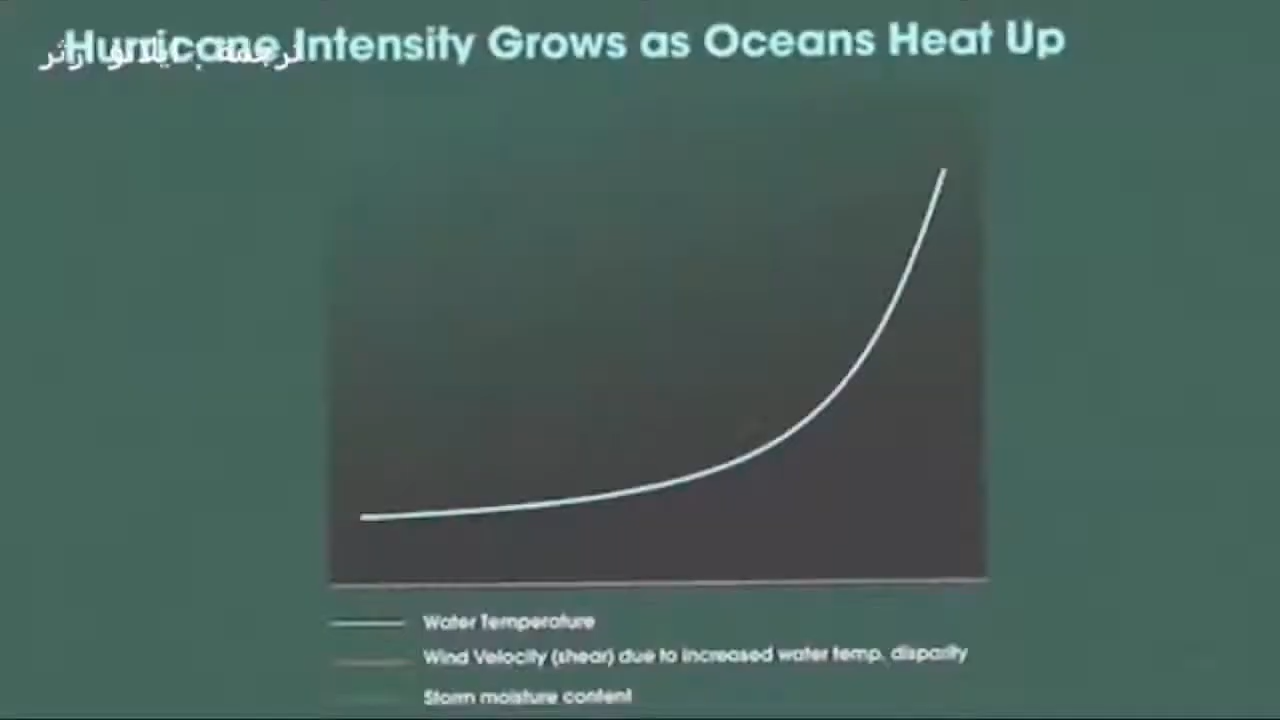 Hurricane Intensity Grows as Oceans Heat Up
ترجمة :
Water Temperature
Wind Velocity (shear) due to increased water temp. disparity
Storm moisture content